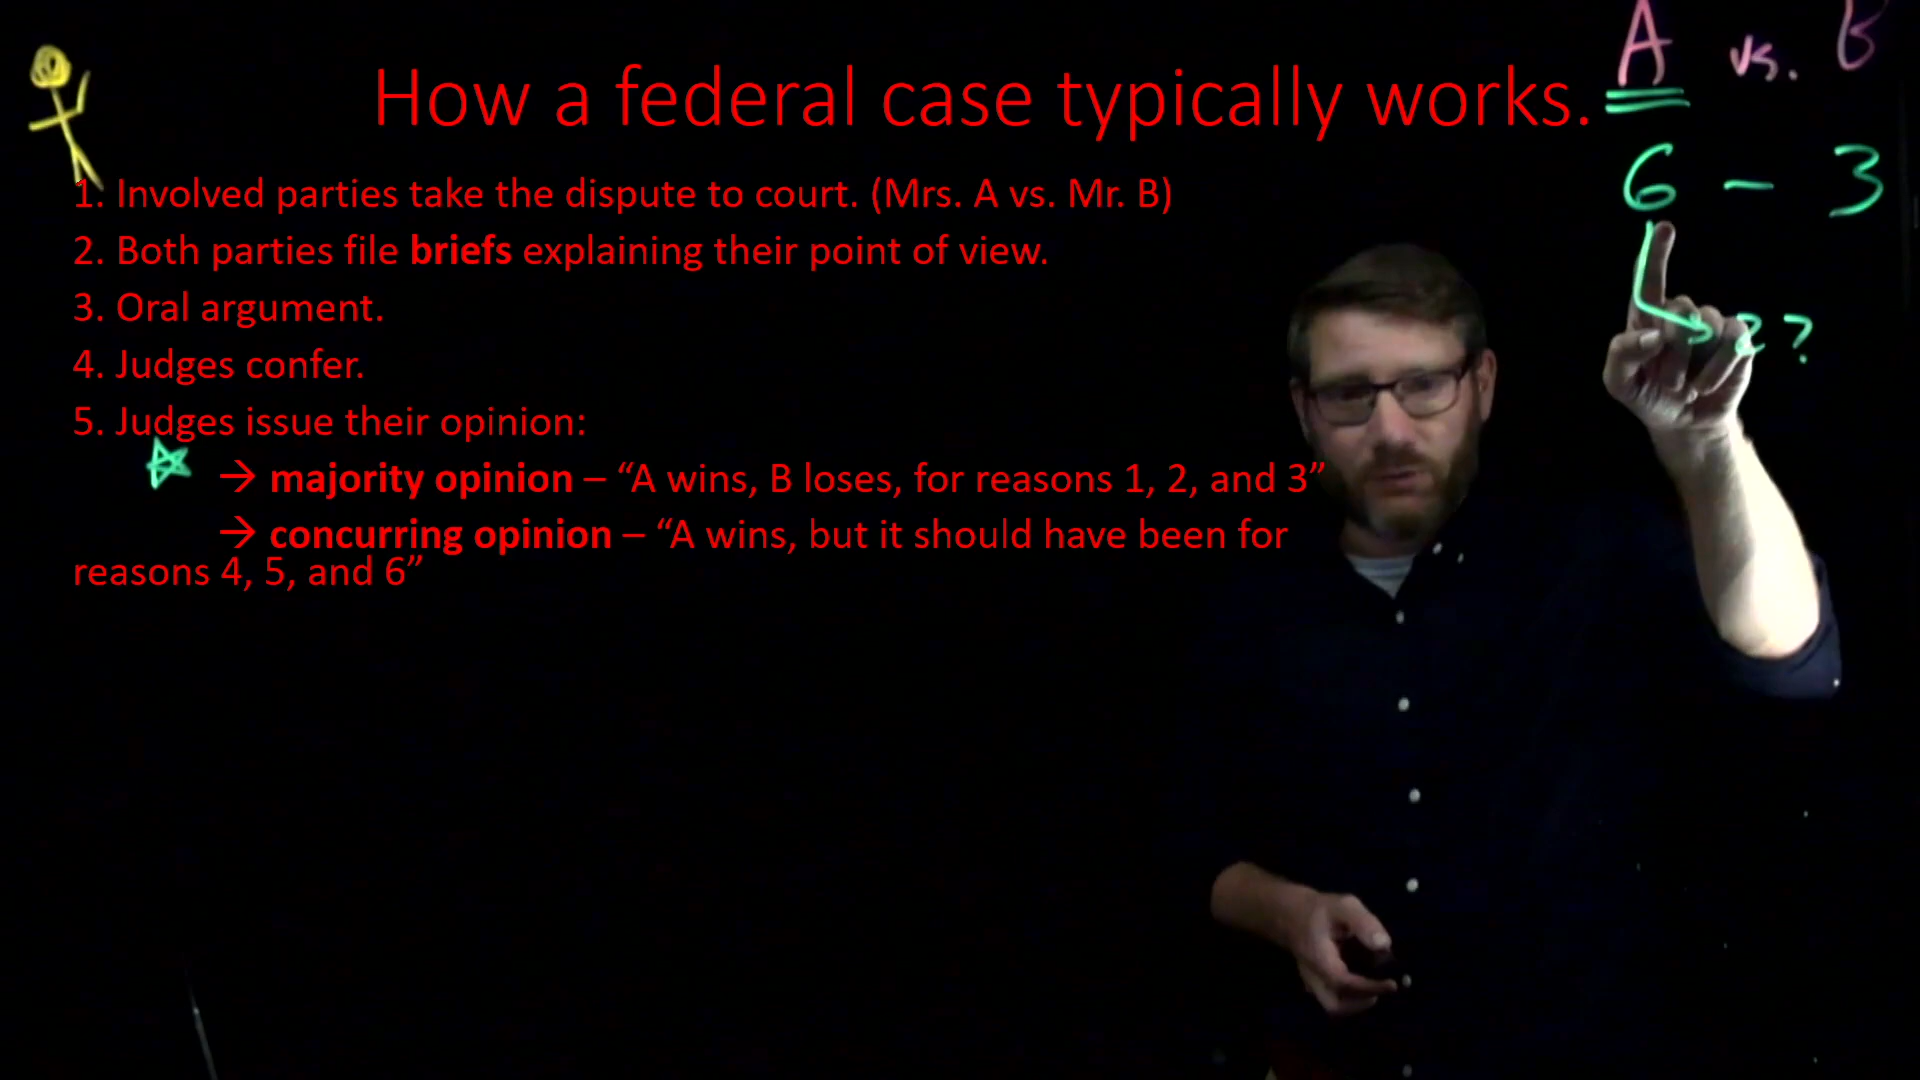 How a federal case typically works.
A vs. B
6 - 3
2?
1. Involved parties take the dispute to court. (Mrs. A vs. Mr. B)
2. Both parties file briefs explaining their point of view.
3. Oral argument.
4. Judges confer.
5. Judges issue their opinion:
→ majority opinion – “A wins, B loses, for reasons 1, 2, and 3”
→ concurring opinion – “A wins, but it should have been for
reasons 4, 5, and 6”